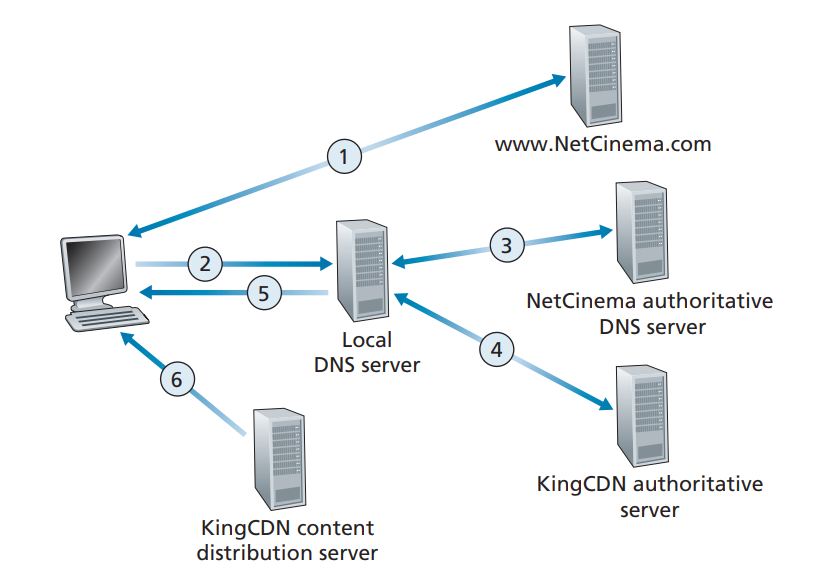 www.NetCinema.com
1
2
3
5
NetCinema authoritative
DNS server
Local
DNS server
4
6
KingCDN authoritative
server
KingCDN content
distribution server